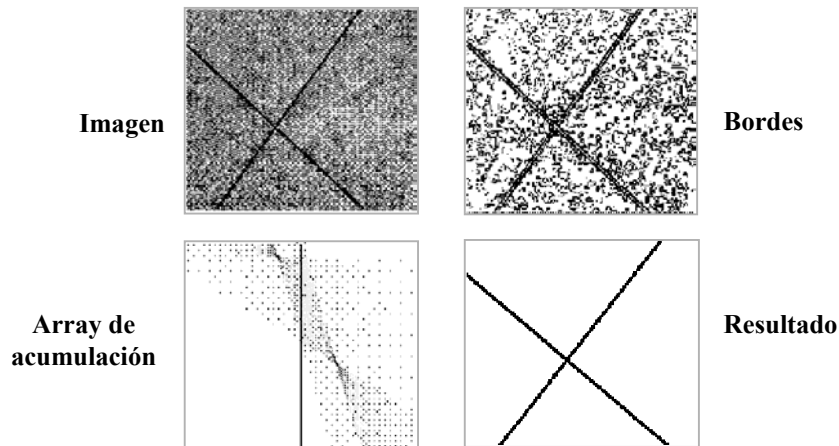 Imagen
Bordes
Array de
acumulación
Resultado